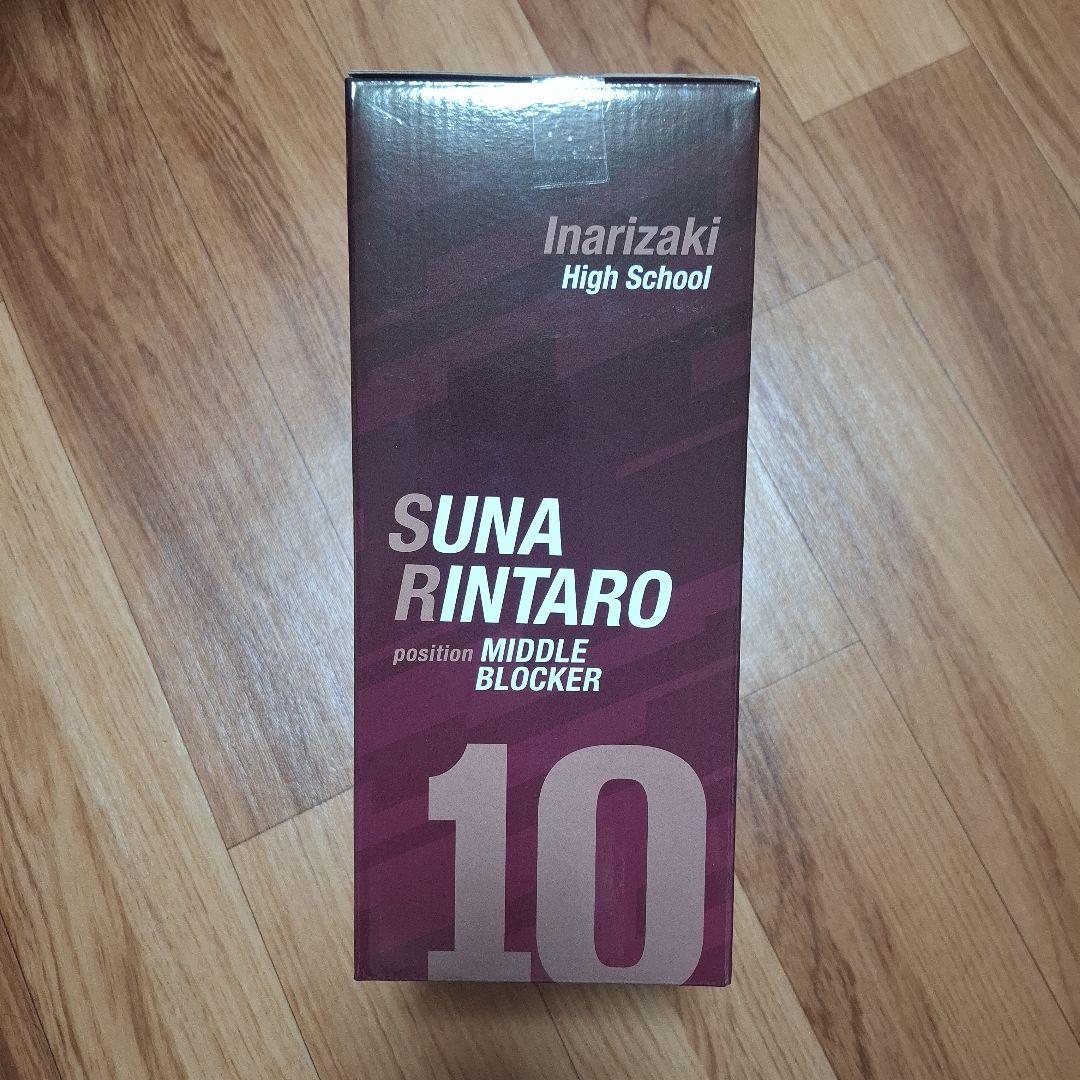 Inarizaki
High School
SUNA
RINTARO
position MIDDLE
BLOCKER
10